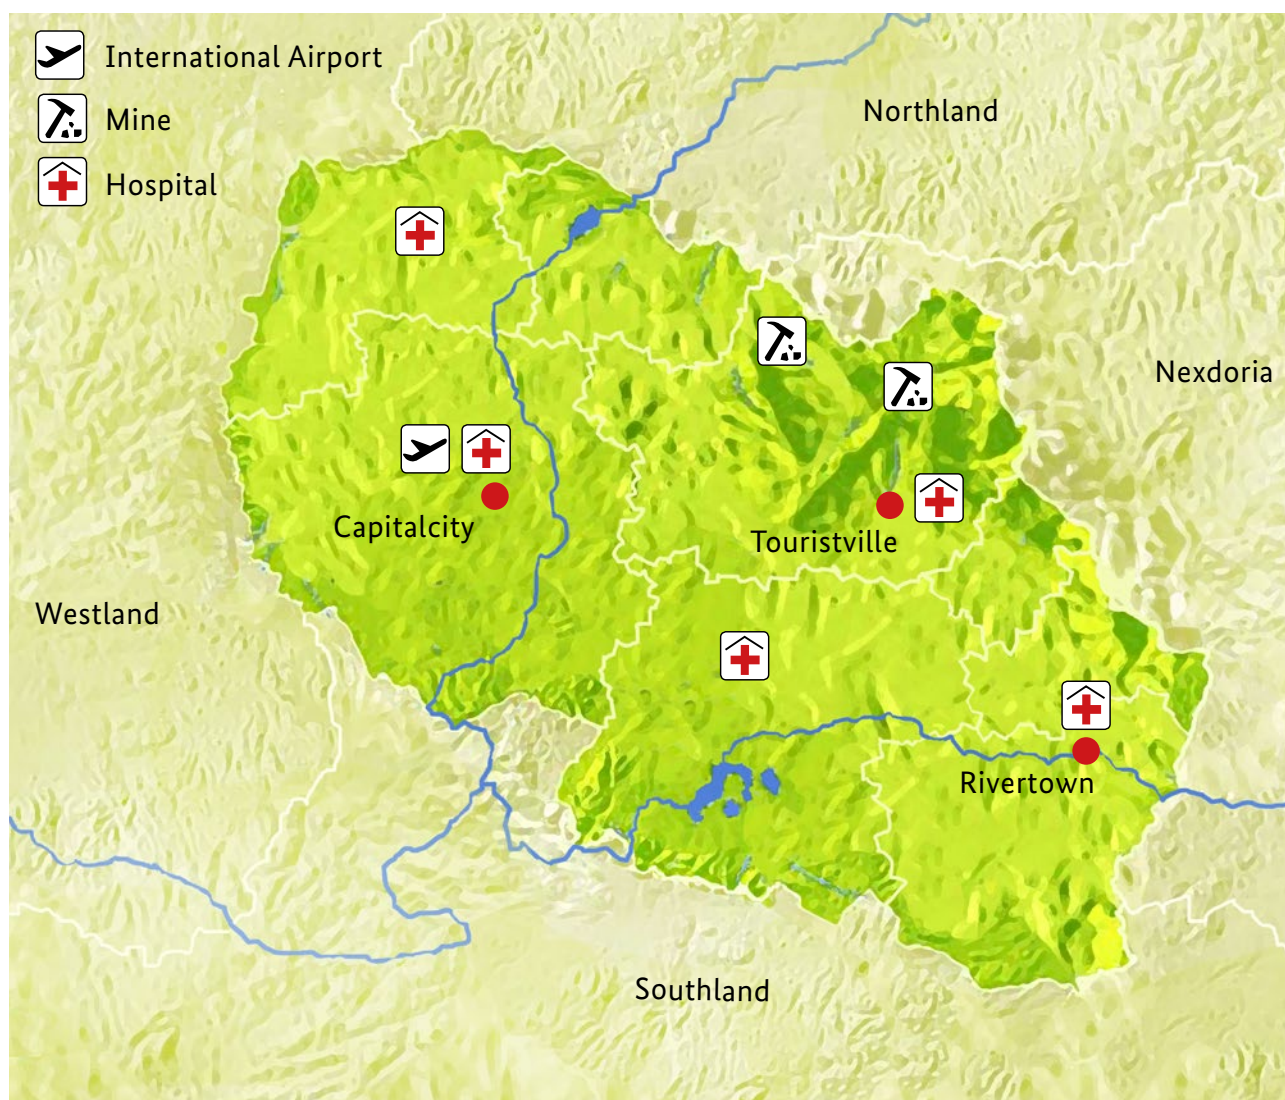 International Airport
Mine
Hospital
Northland
Nexdoria
Capitalcity
Touristville
Westland
Rivertown
Southland